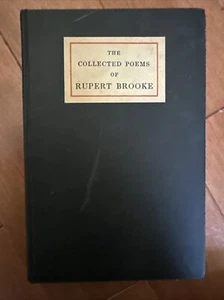 THE
COLLECTED POEMS
OF
RUPERT BROOKE